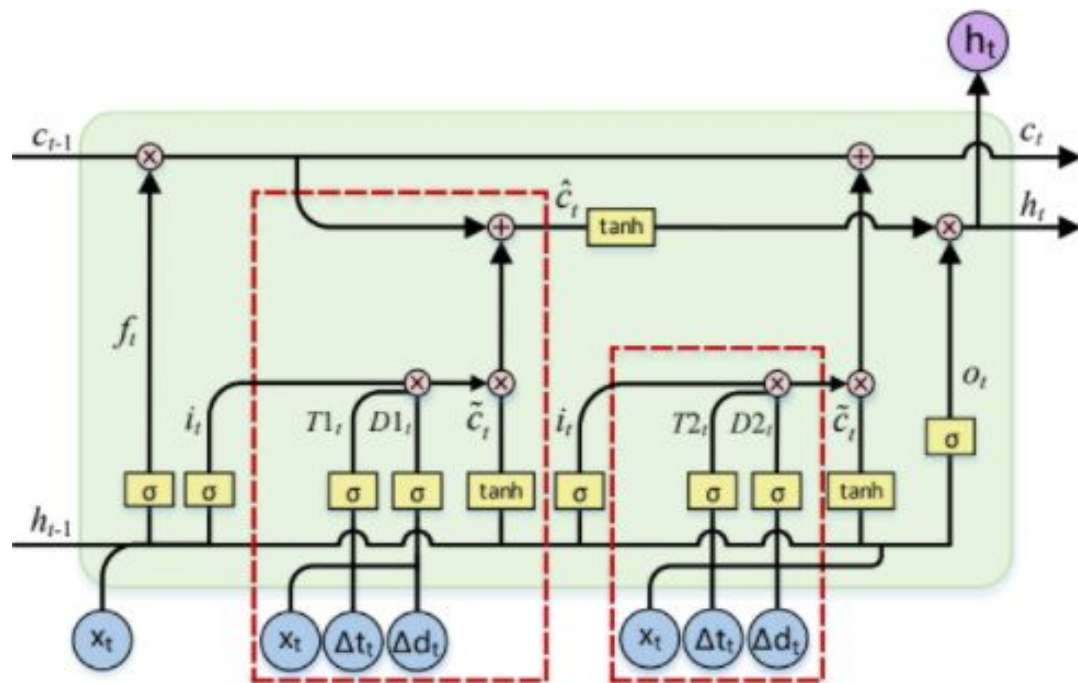 hₜ
cₜ₋₁ × + cₜ
ĉₜ
+ tanh × hₜ
fₜ
× × × × oₜ
iₜ T1ₜ D1ₜ c̃ₜ iₜ T2ₜ D2ₜ c̃ₜ σ
σ σ σ σ tanh σ σ σ tanh
hₜ₋₁
xₜ xₜ Δtₜ Δdₜ xₜ Δtₜ Δdₜ